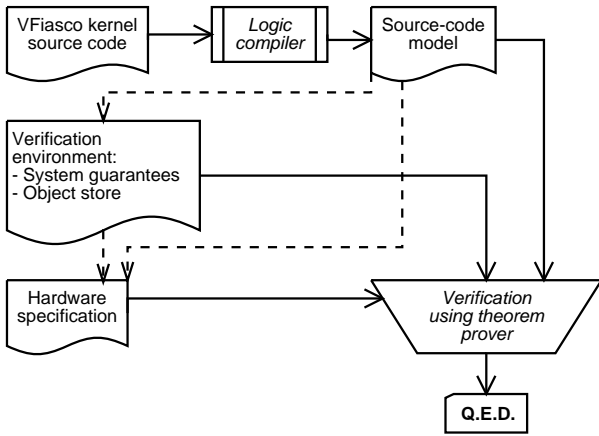 VFiasco kernel
source code
Logic
compiler
Source-code
model
Verification
environment:
- System guarantees
- Object store
Hardware
specification
Verification
using theorem
prover
Q.E.D.